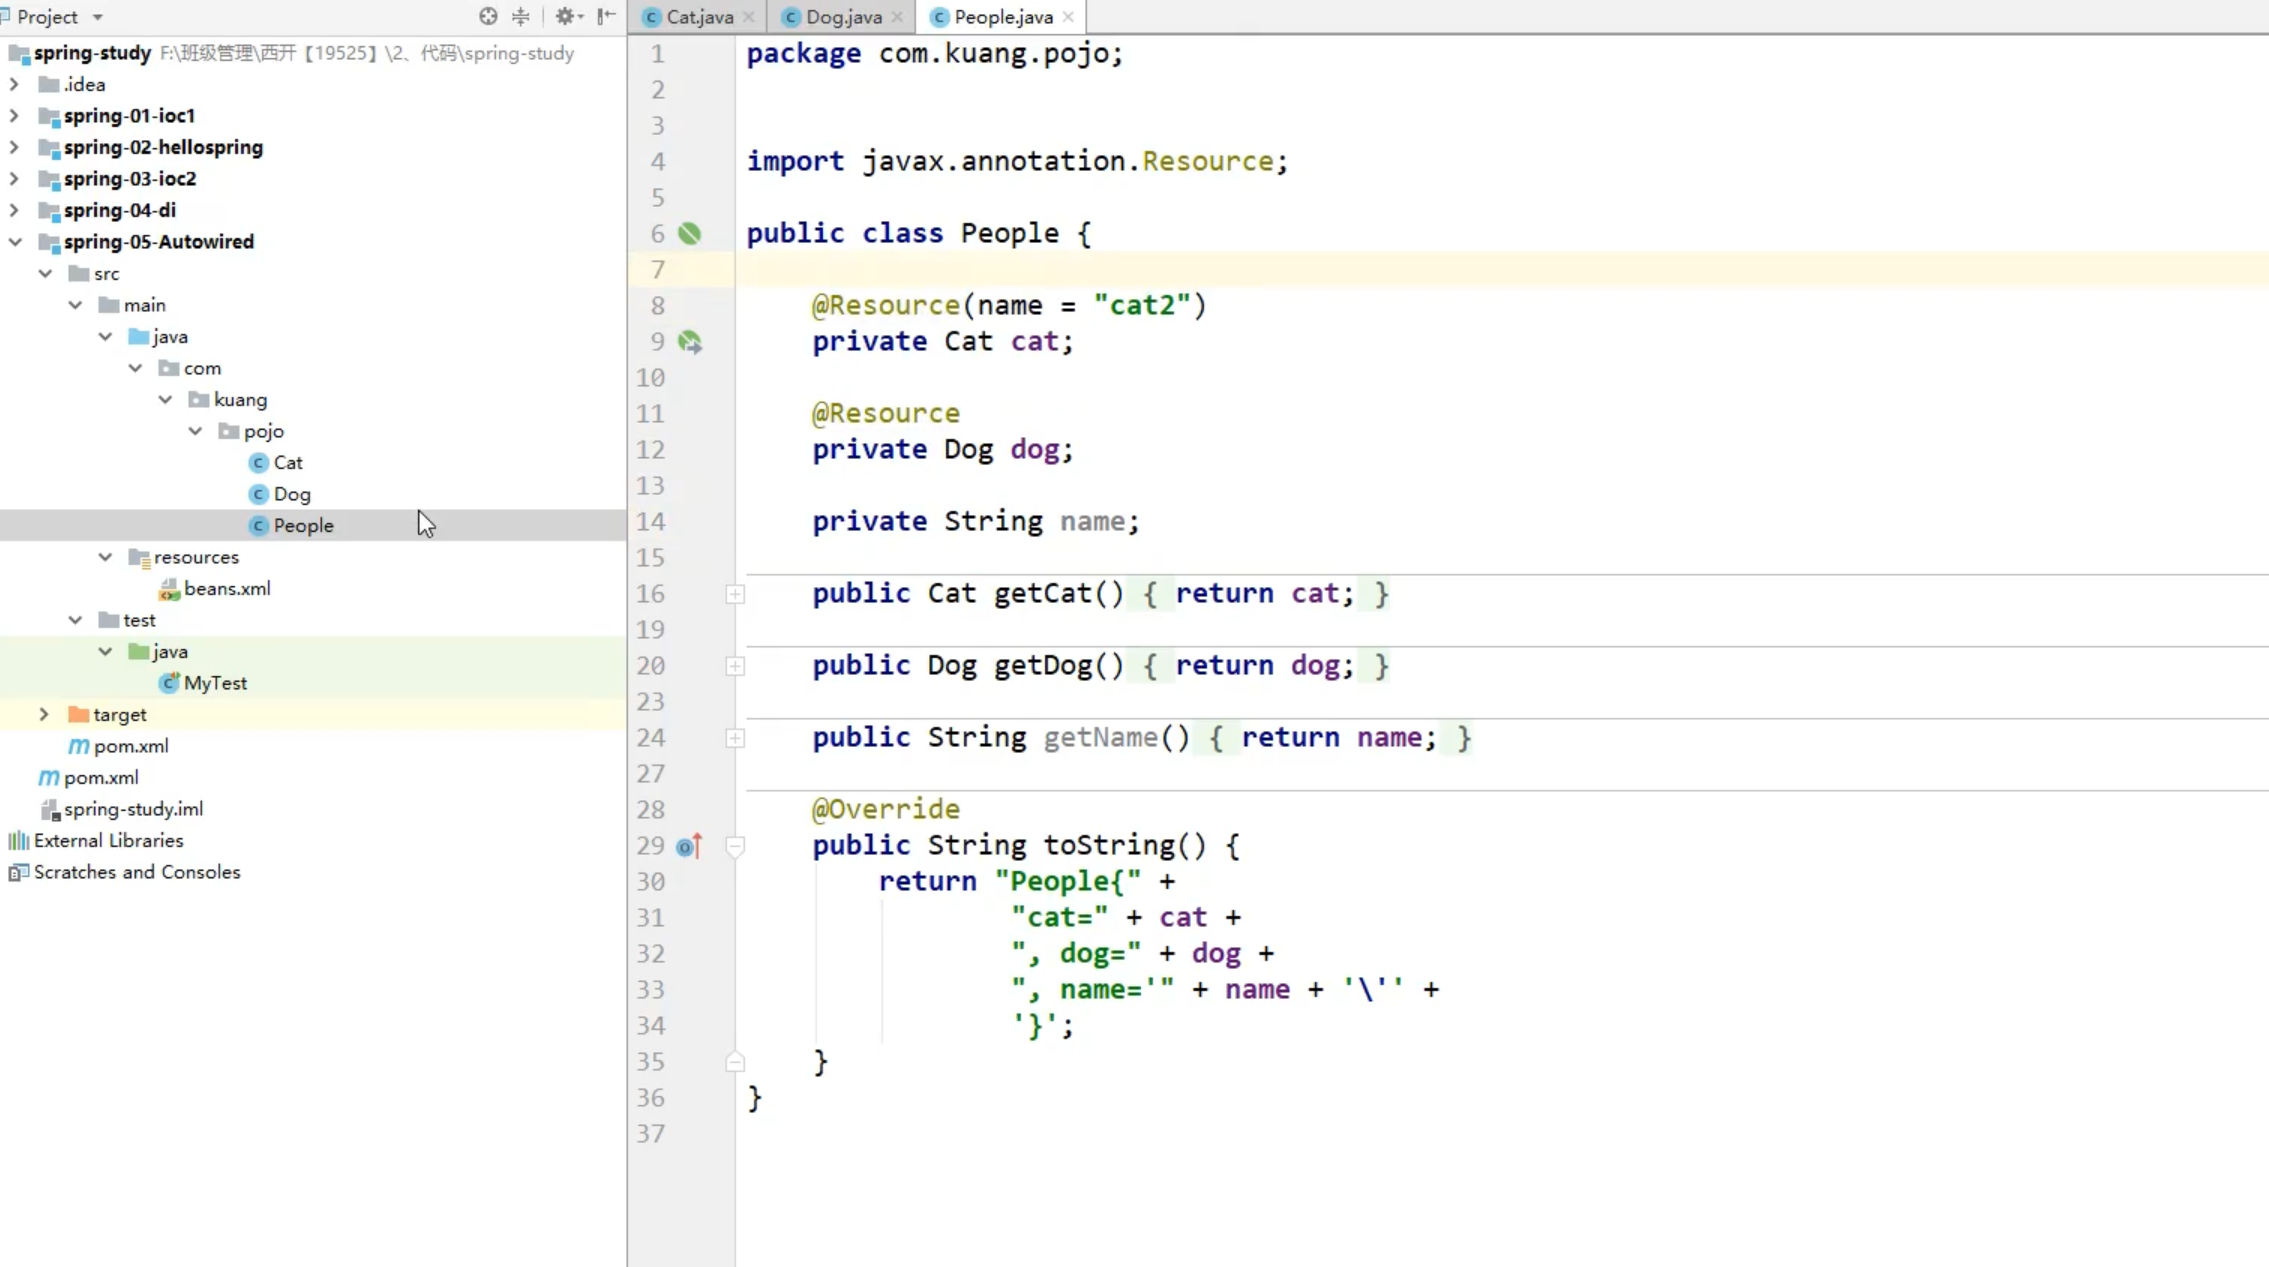 Project
spring-study F:\班级管理\西开【19525】\2、代码\spring-study
.idea
spring-01-ioc1
spring-02-hellospring
spring-03-ioc2
spring-04-di
spring-05-Autowired
src
main
java
com
kuang
pojo
Cat
Dog
People
resources
beans.xml
test
java
MyTest
target
pom.xml
pom.xml
spring-study.iml
External Libraries
Scratches and Consoles
Cat.java Dog.java People.java
1 package com.kuang.pojo;
2
3
4 import javax.annotation.Resource;
5
6 public class People {
7
8 @Resource(name = "cat2")
9 private Cat cat;
10
11 @Resource
12 private Dog dog;
13
14 private String name;
15
16 public Cat getCat() { return cat; }
19
20 public Dog getDog() { return dog; }
23
24 public String getName() { return name; }
27
28 @Override
29 public String toString() {
30 return "People{" +
31 "cat=" + cat +
32 ", dog=" + dog +
33 ", name='" + name + '\'' +
34 '}';
35 }
36 }
37